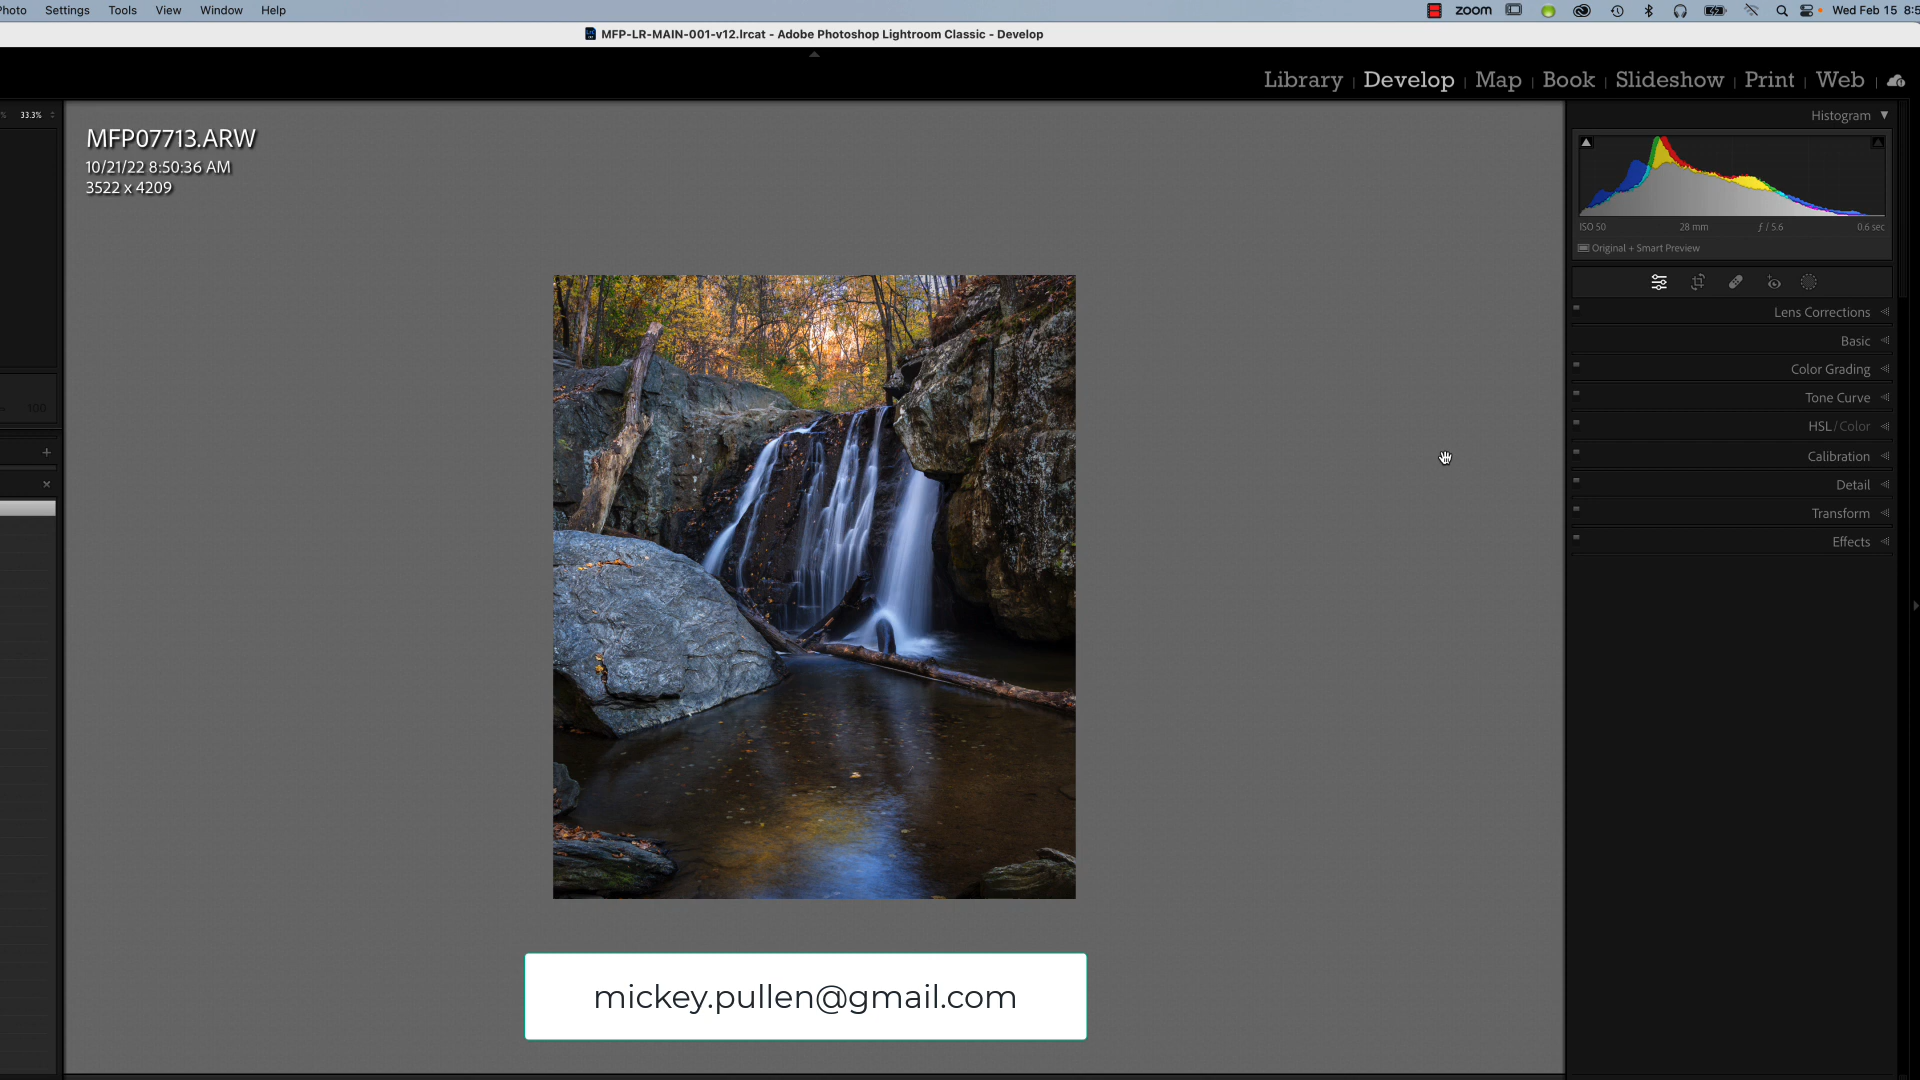 Photo Settings Tools View Window Help zoom Wed Feb 15 8:5
MFP-LR-MAIN-001-v12.lrcat - Adobe Photoshop Lightroom Classic - Develop
Library | Develop | Map | Book | Slideshow | Print | Web
33.3%
Histogram
MFP07713.ARW
10/21/22 8:50:36 AM
3522 x 4209
ISO 50 28 mm ƒ / 5.6 0.6 sec
Original + Smart Preview
Lens Corrections
Basic
Color Grading
Tone Curve
100
HSL / Color
Calibration
Detail
Transform
Effects
mickey.pullen@gmail.com